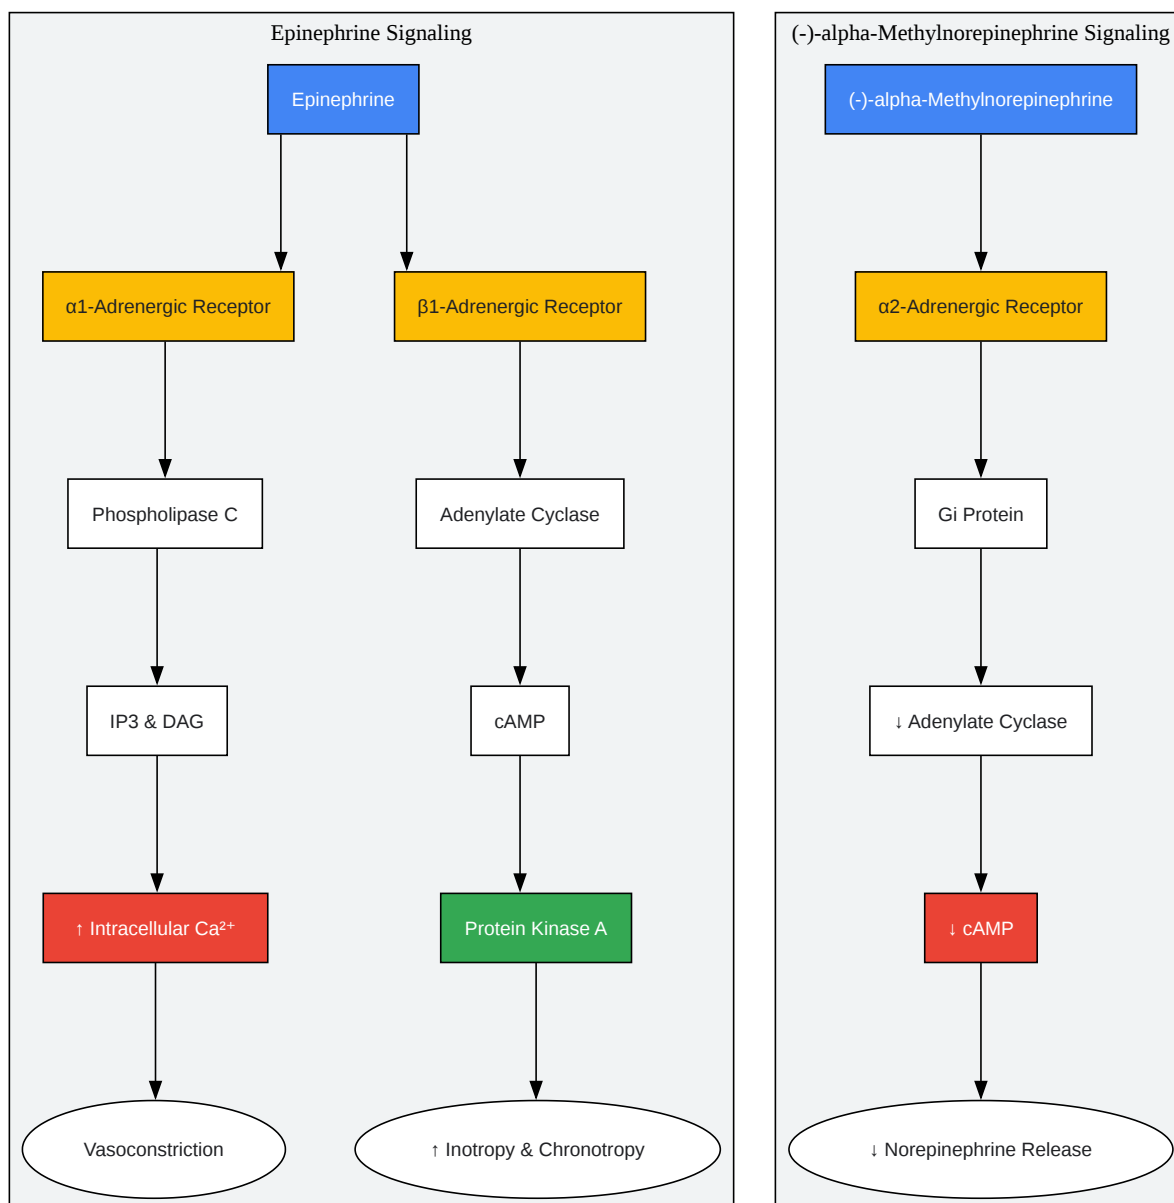 Epinephrine Signaling
Epinephrine
α1-Adrenergic Receptor
β1-Adrenergic Receptor
Phospholipase C
Adenylate Cyclase
IP3 & DAG
cAMP
↑ Intracellular Ca²⁺
Protein Kinase A
Vasoconstriction
↑ Inotropy & Chronotropy
(-)-alpha-Methylnorepinephrine Signaling
(-)-alpha-Methylnorepinephrine
α2-Adrenergic Receptor
Gi Protein
↓ Adenylate Cyclase
↓ cAMP
↓ Norepinephrine Release